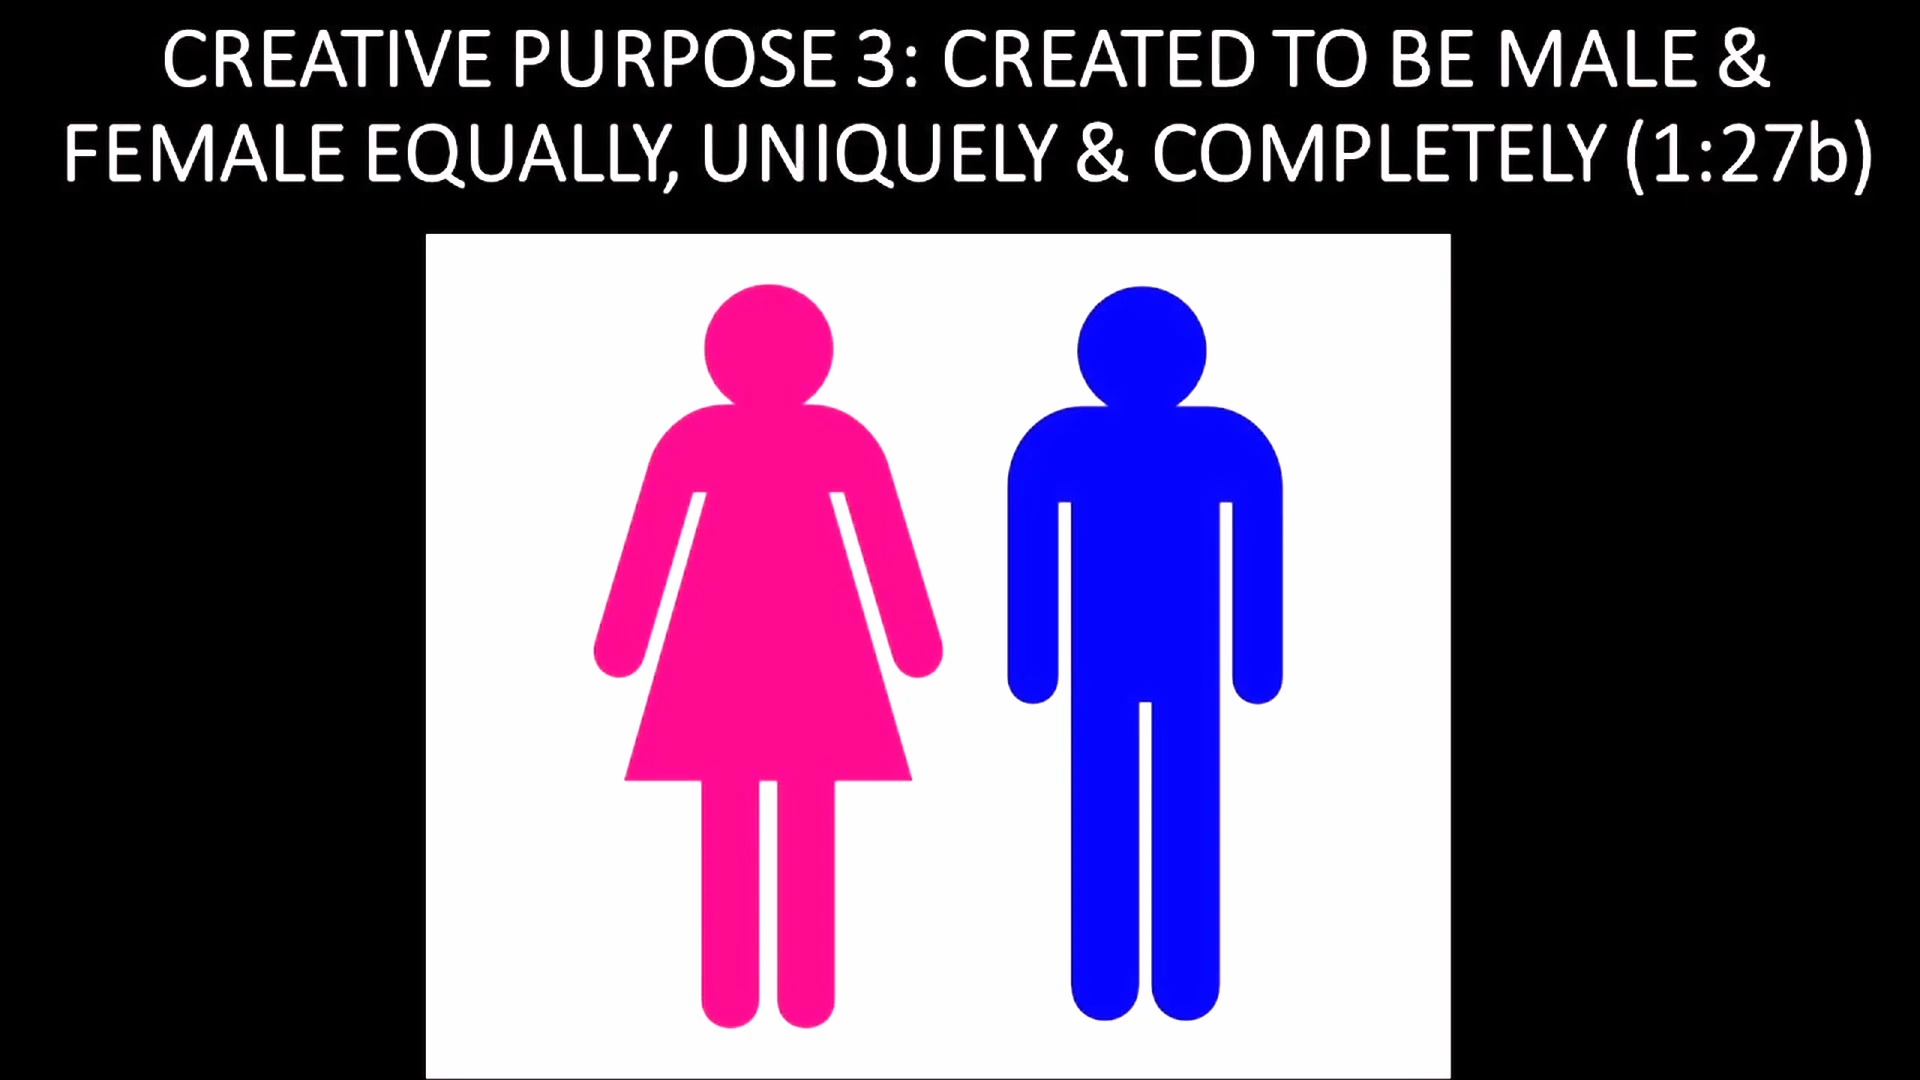 CREATIVE PURPOSE 3: CREATED TO BE MALE &
FEMALE EQUALLY, UNIQUELY & COMPLETELY (1:27b)